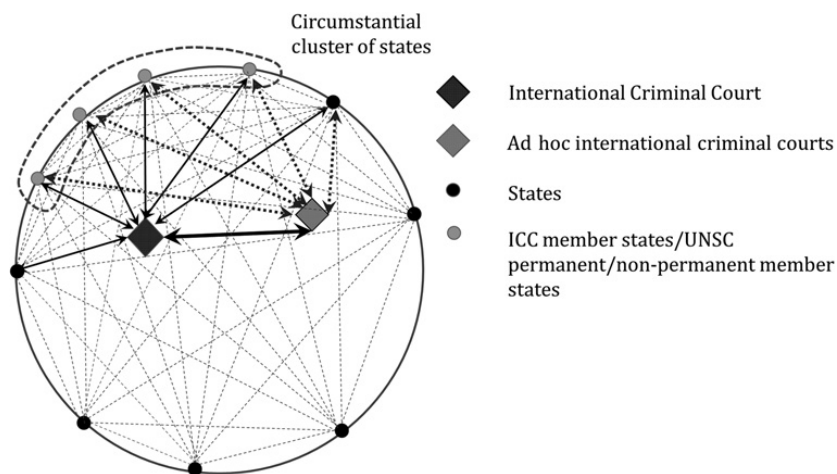 Circumstantial
cluster of states
International Criminal Court
Ad hoc international criminal courts
States
ICC member states/UNSC
permanent/non-permanent member
states